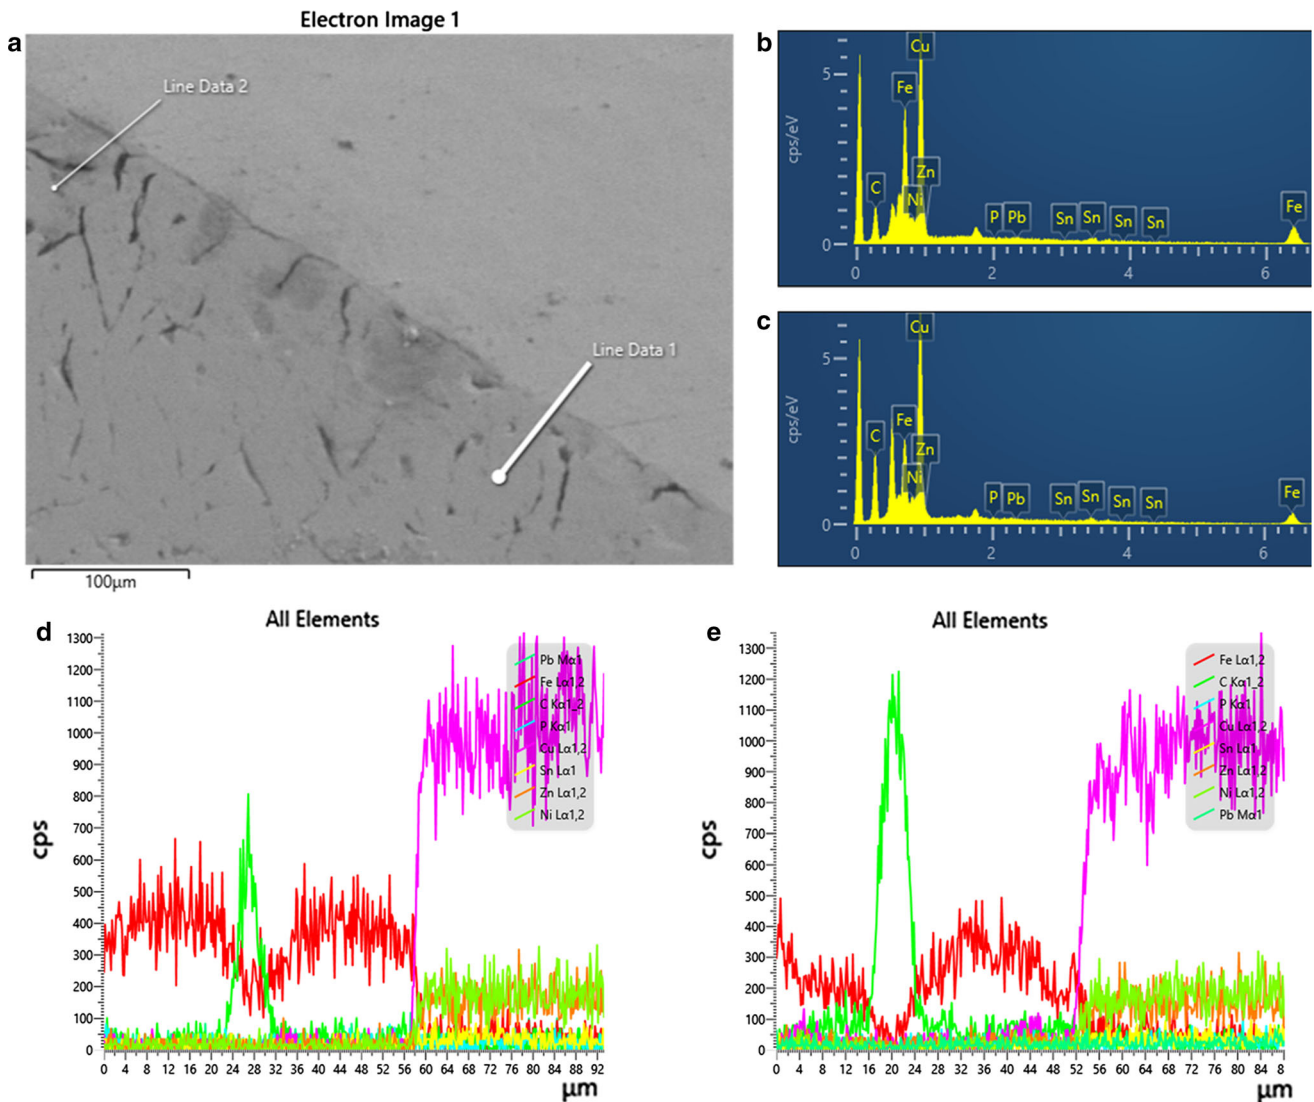 Electron Image 1
a
Line Data 2
Line Data 1
100μm
b
cps/eV
5
0
Cu
Fe
Zn
C
Ni
P
Pb
Sn
Sn
Sn
Sn
Fe
0
2
4
6
c
cps/eV
5
0
Cu
Fe
C
Zn
Ni
P
Pb
Sn
Sn
Sn
Sn
Fe
0
2
4
6
d
All Elements
cps
1300
1200
1100
1000
900
800
700
600
500
400
300
200
100
0
Pb Mα1
Fe Lα1,2
C Kα1_2
P Kα1
Cu Lα1,2
Sn Lα1
Zn Lα1,2
Ni Lα1,2
0 4 8 12 16 20 24 28 32 36 40 44 48 52 56 60 64 68 72 76 80 84 88 92
μm
e
All Elements
cps
1300
1200
1100
1000
900
800
700
600
500
400
300
200
100
0
Fe Lα1,2
C Kα1_2
P Kα1
Cu Lα1,2
Sn Lα1
Zn Lα1,2
Ni Lα1,2
Pb Mα1
0 4 8 12 16 20 24 28 32 36 40 44 48 52 56 60 64 68 72 76 80 84 8
μm